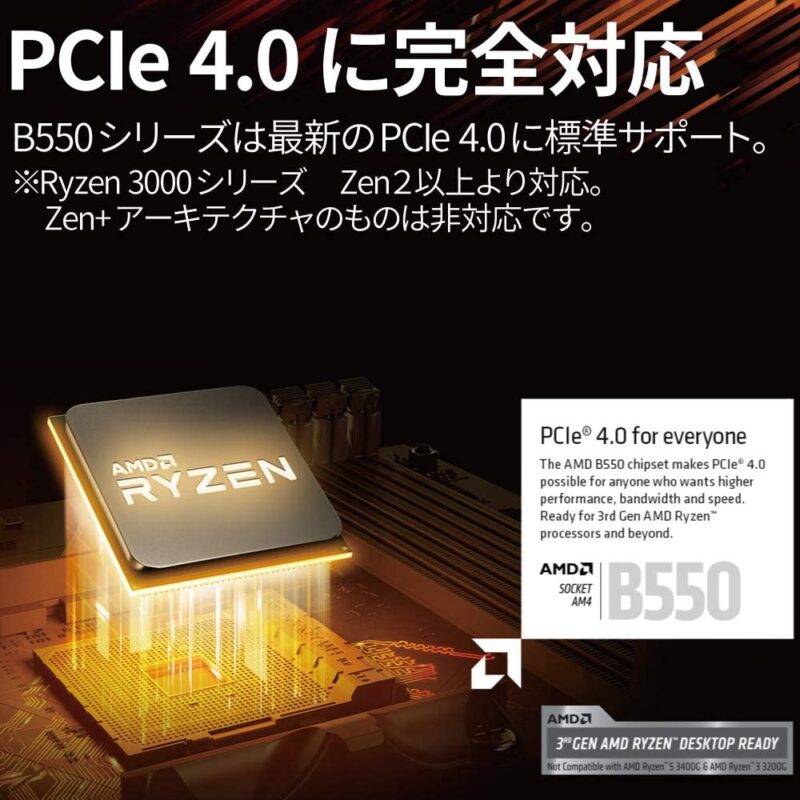 PCIe 4.0 に完全対応
B550シリーズは最新のPCIe 4.0に標準サポート。
※Ryzen 3000シリーズ　Zen2以上より対応。
Zen+アーキテクチャのものは非対応です。
AMD
RYZEN
PCIe® 4.0 for everyone
The AMD B550 chipset makes PCIe® 4.0
possible for anyone who wants higher
performance, bandwidth and speed.
Ready for 3rd Gen AMD Ryzen™
processors and beyond.
AMD
SOCKET
AM4
B550
AMD
3RD GEN AMD RYZEN™ DESKTOP READY
Not Compatible with AMD Ryzen™ 5 3400G & AMD Ryzen™ 3 3200G